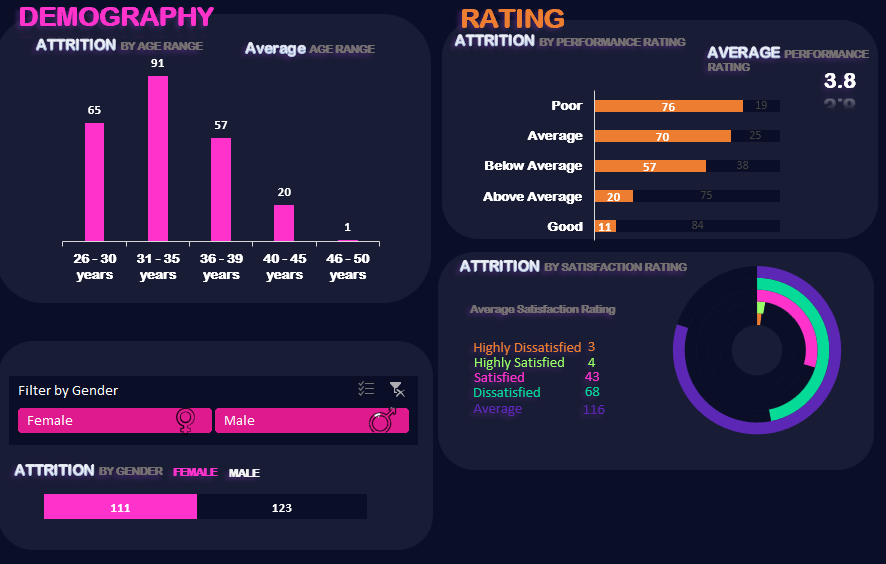 DEMOGRAPHY
ATTRITION BY AGE RANGE
Average AGE RANGE
65
91
57
20
1
26 - 30 years
31 - 35 years
36 - 39 years
40 - 45 years
46 - 50 years
RATING
ATTRITION BY PERFORMANCE RATING
AVERAGE PERFORMANCE
RATING
3.8
Poor 76 19
Average 70 25
Below Average 57 38
Above Average 20 75
Good 11 84
ATTRITION BY SATISFACTION RATING
Average Satisfaction Rating
Highly Dissatisfied 3
Highly Satisfied 4
Satisfied 43
Dissatisfied 68
Average 116
Filter by Gender
Female
Male
ATTRITION BY GENDER FEMALE MALE
111 123